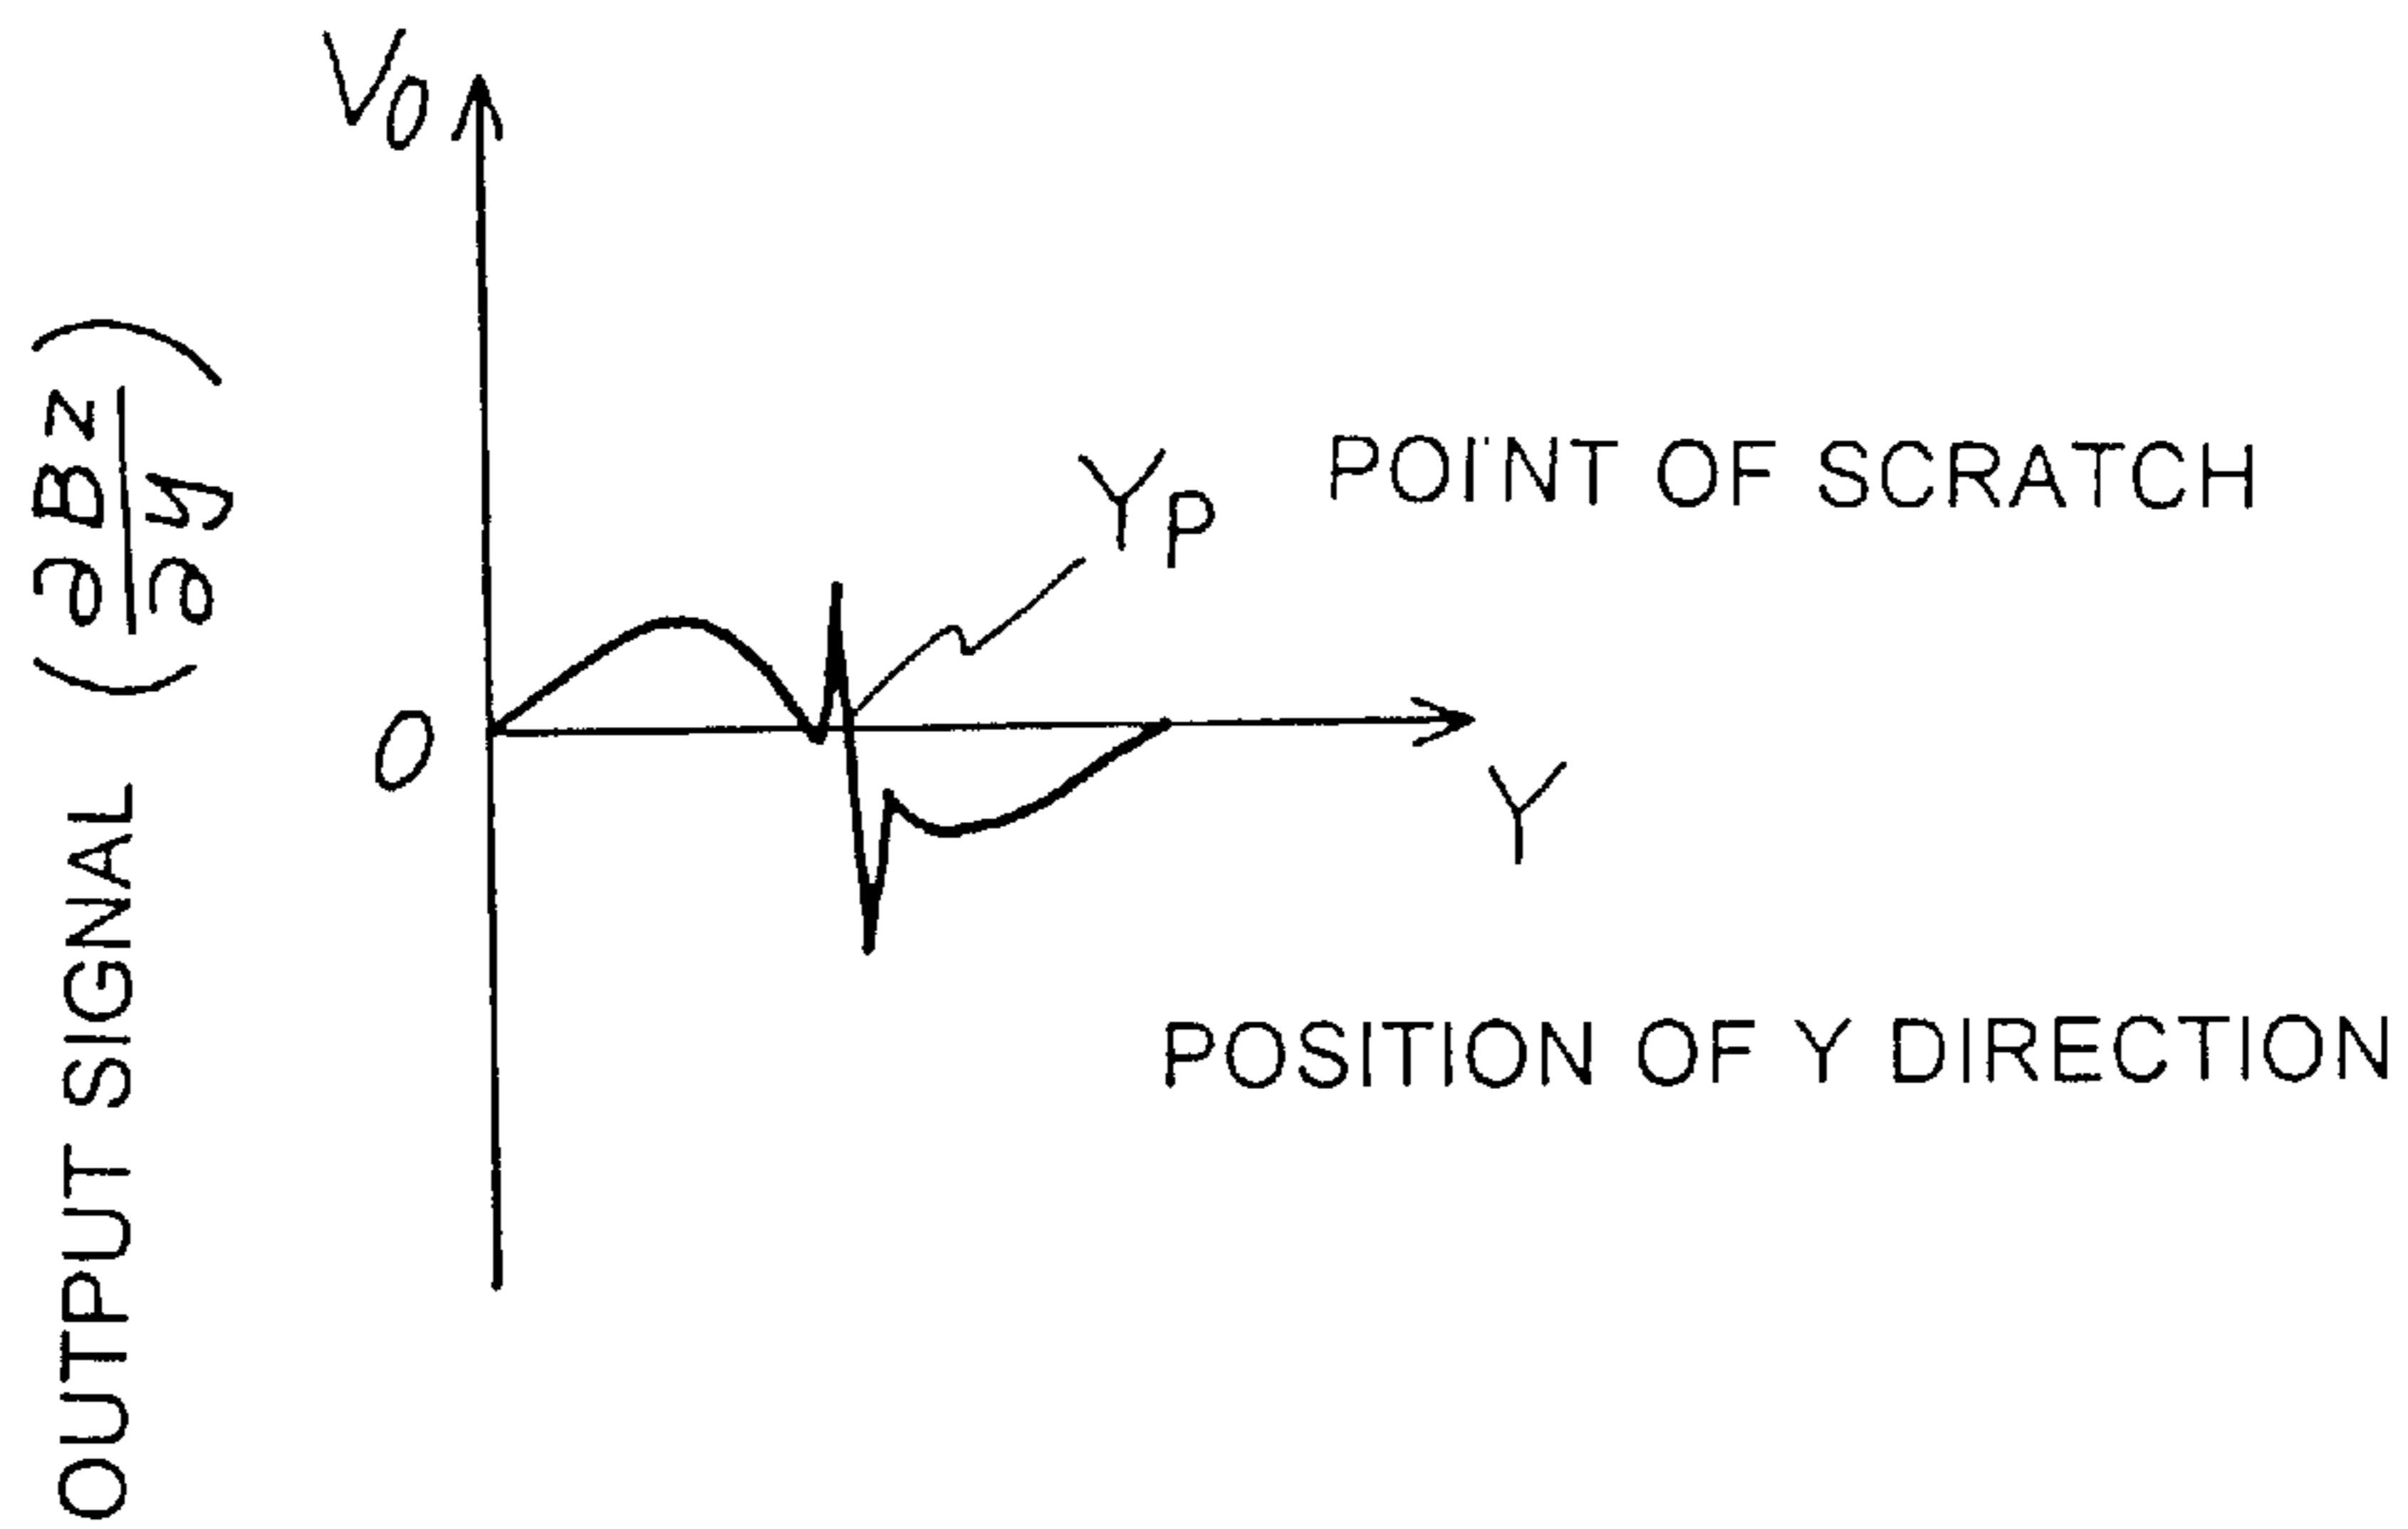 V0
OUTPUT SIGNAL (∂Bz/∂y)
YP POINT OF SCRATCH
0
Y
POSITION OF Y DIRECTION